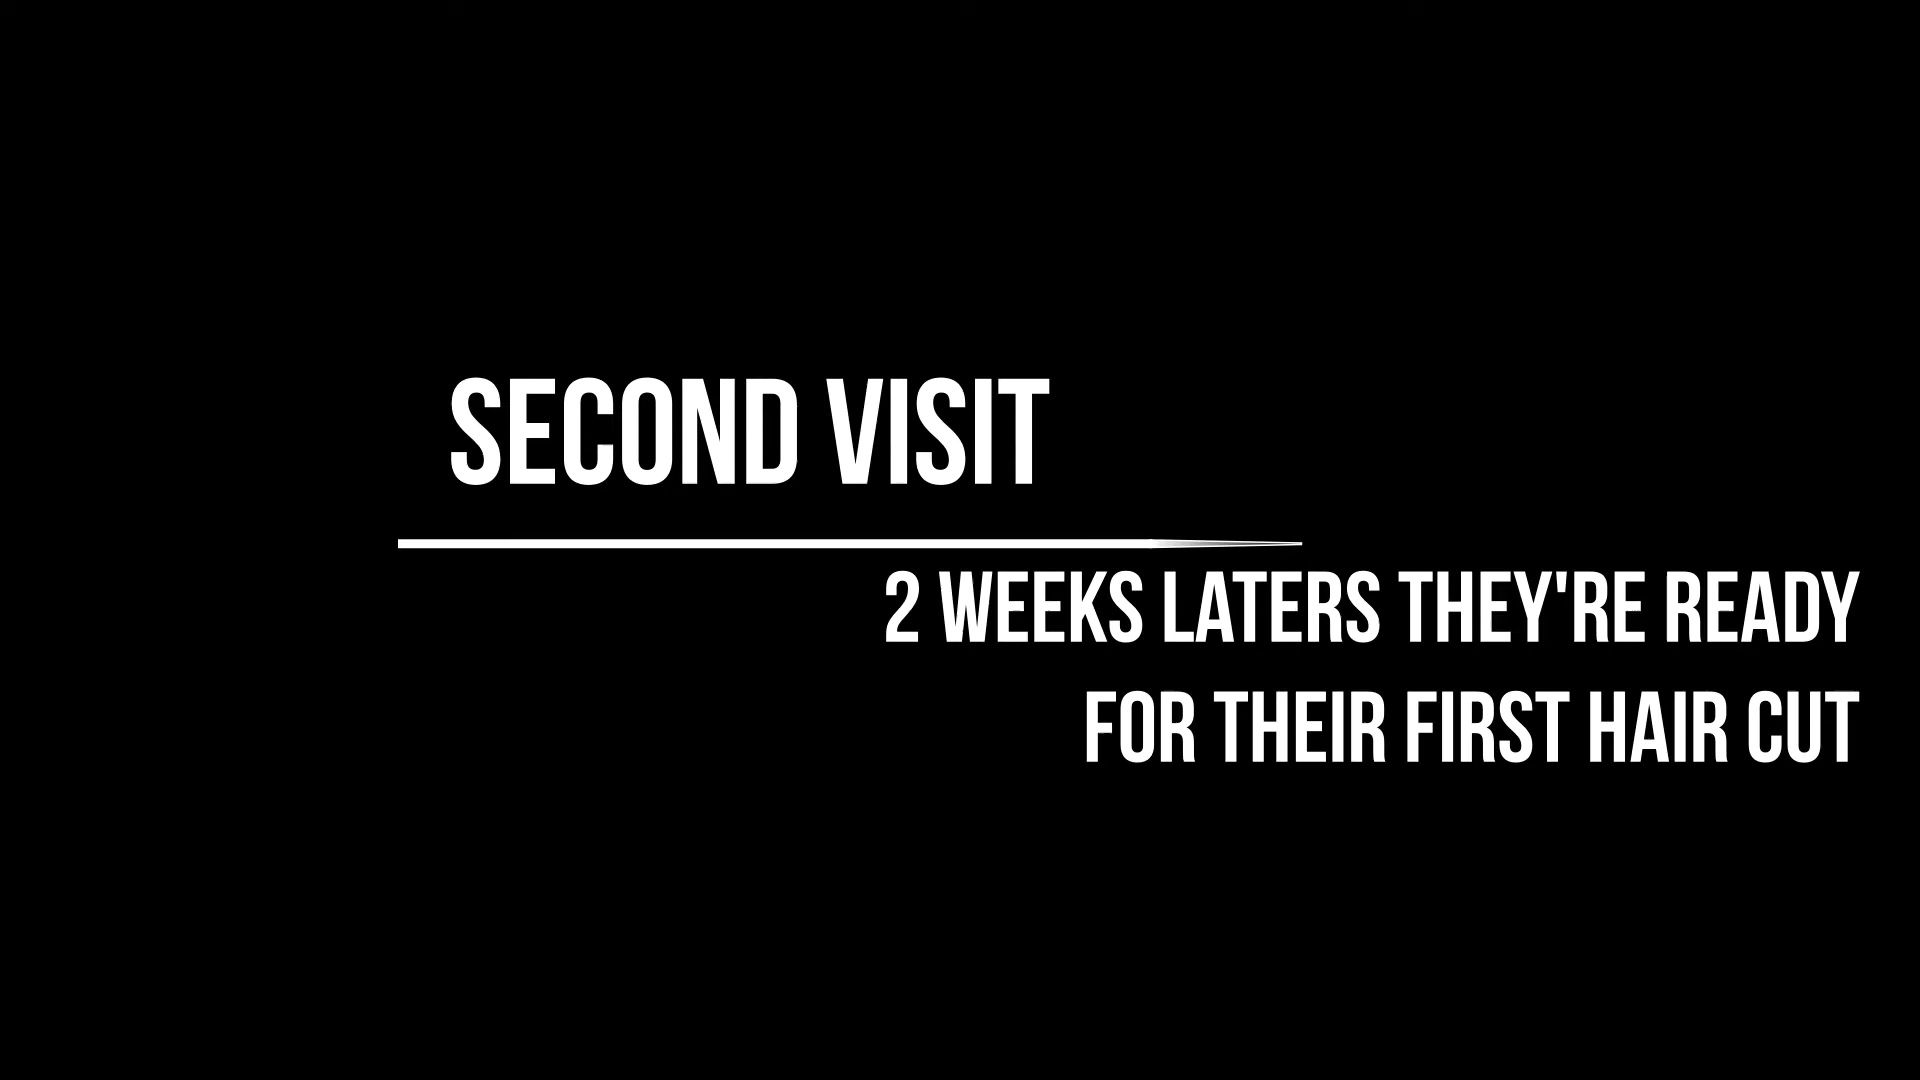 SECOND VISIT
2 WEEKS LATERS THEY'RE READY
FOR THEIR FIRST HAIR CUT